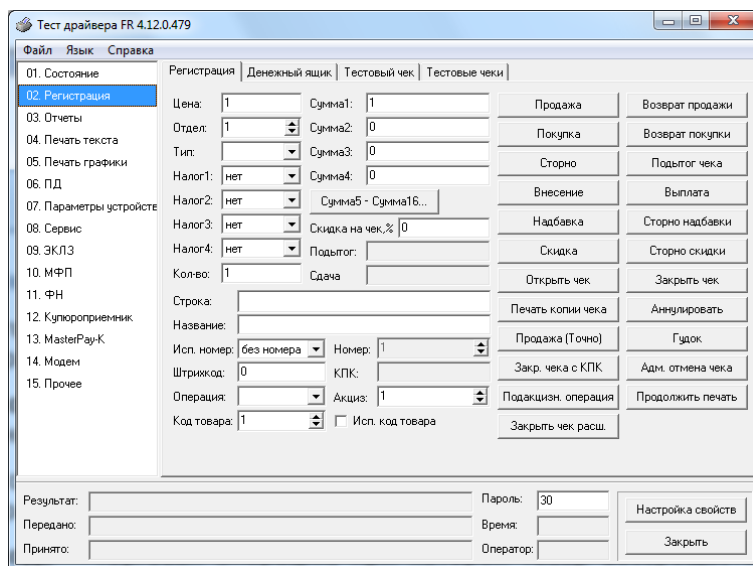 Тест драйвера FR 4.12.0.479
Файл Язык Справка
01. Состояние
02. Регистрация
03. Отчеты
04. Печать текста
05. Печать графики
06. ПД
07. Параметры устройств
08. Сервис
09. ЭКЛЗ
10. МФП
11. ФН
12. Купюроприемник
13. MasterPay-К
14. Модем
15. Прочее
Регистрация Денежный ящик Тестовый чек Тестовые чеки
Цена: 1 Сумма1: 1
Отдел: 1 Сумма2: 0
Тип: Сумма3: 0
Налог1: нет Сумма4: 0
Налог2: нет Сумма5 - Сумма16...
Налог3: нет Скидка на чек,% 0
Налог4: нет Подытог:
Кол-во: 1 Сдача
Строка:
Название:
Исп. номер: без номера Номер: 1
Штрихкод: 0 КПК:
Операция: Акциз: 1
Код товара: 1 Исп. код товара
Продажа Возврат продажи
Покупка Возврат покупки
Сторно Подытог чека
Внесение Выплата
Надбавка Сторно надбавки
Скидка Сторно скидки
Открыть чек Закрыть чек
Печать копии чека Аннулировать
Продажа (Точно) Гудок
Закр. чека с КПК Адм. отмена чека
Подакцизн. операция Продолжить печать
Закрыть чек расш.
Результат: Пароль: 30
Передано: Время:
Принято: Оператор:
Настройка свойств
Закрыть